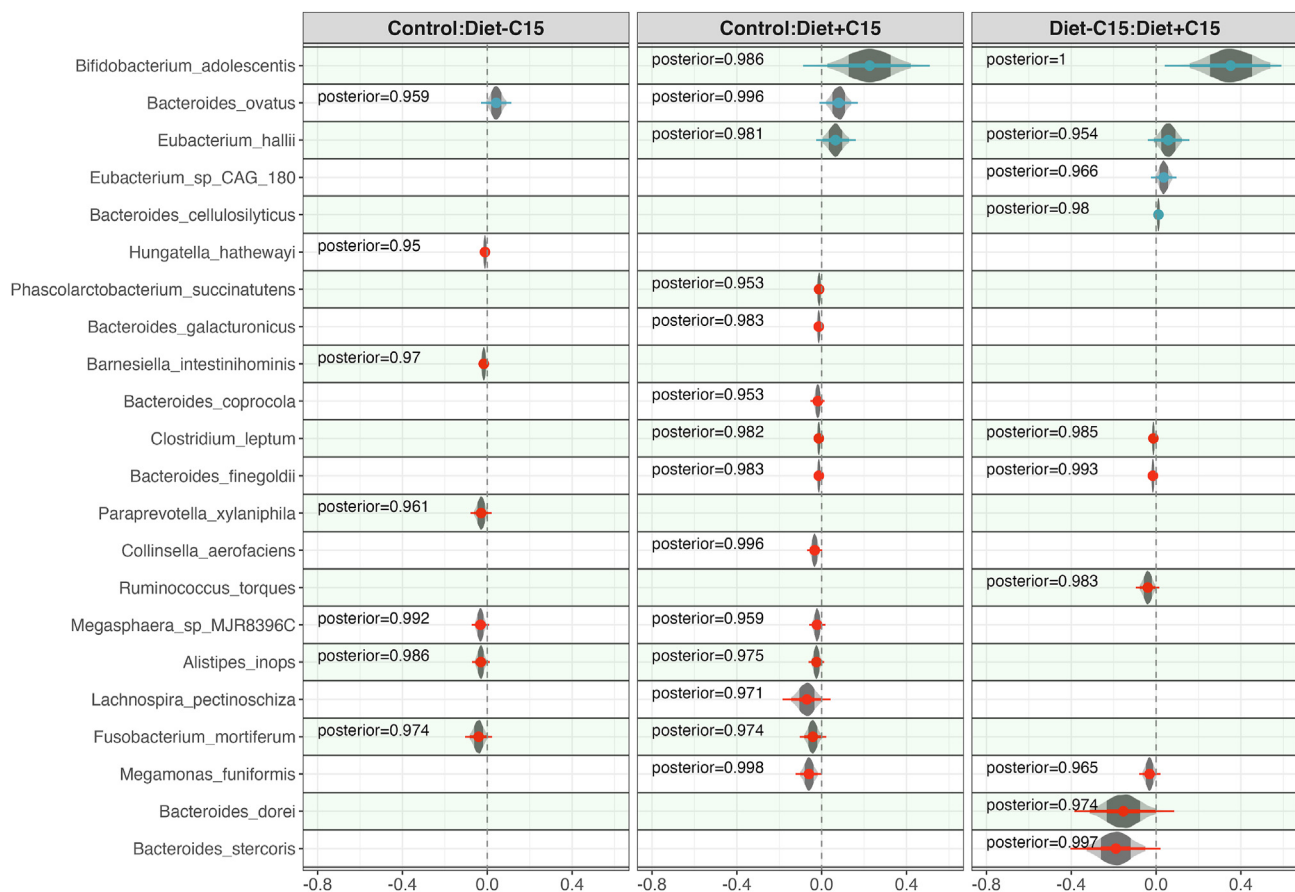 Control:Diet-C15 Control:Diet+C15 Diet-C15:Diet+C15
Bifidobacterium_adolescentis posterior=0.986 posterior=1
Bacteroides_ovatus posterior=0.959 posterior=0.996
Eubacterium_hallii posterior=0.981 posterior=0.954
Eubacterium_sp_CAG_180 posterior=0.966
Bacteroides_cellulosilyticus posterior=0.98
Hungatella_hathewayi posterior=0.95
Phascolarctobacterium_succinatutens posterior=0.953
Bacteroides_galacturonicus posterior=0.983
Barnesiella_intestinihominis posterior=0.97
Bacteroides_coprocola posterior=0.953
Clostridium_leptum posterior=0.982 posterior=0.985
Bacteroides_finegoldii posterior=0.983 posterior=0.993
Paraprevotella_xylaniphila posterior=0.961
Collinsella_aerofaciens posterior=0.996
Ruminococcus_torques posterior=0.983
Megasphaera_sp_MJR8396C posterior=0.992 posterior=0.959
Alistipes_inops posterior=0.986 posterior=0.975
Lachnospira_pectinoschiza posterior=0.971
Fusobacterium_mortiferum posterior=0.974 posterior=0.974
Megamonas_funiformis posterior=0.998 posterior=0.965
Bacteroides_dorei posterior=0.974
Bacteroides_stercoris posterior=0.997
-0.8 -0.4 0.0 0.4 -0.8 -0.4 0.0 0.4 -0.8 -0.4 0.0 0.4